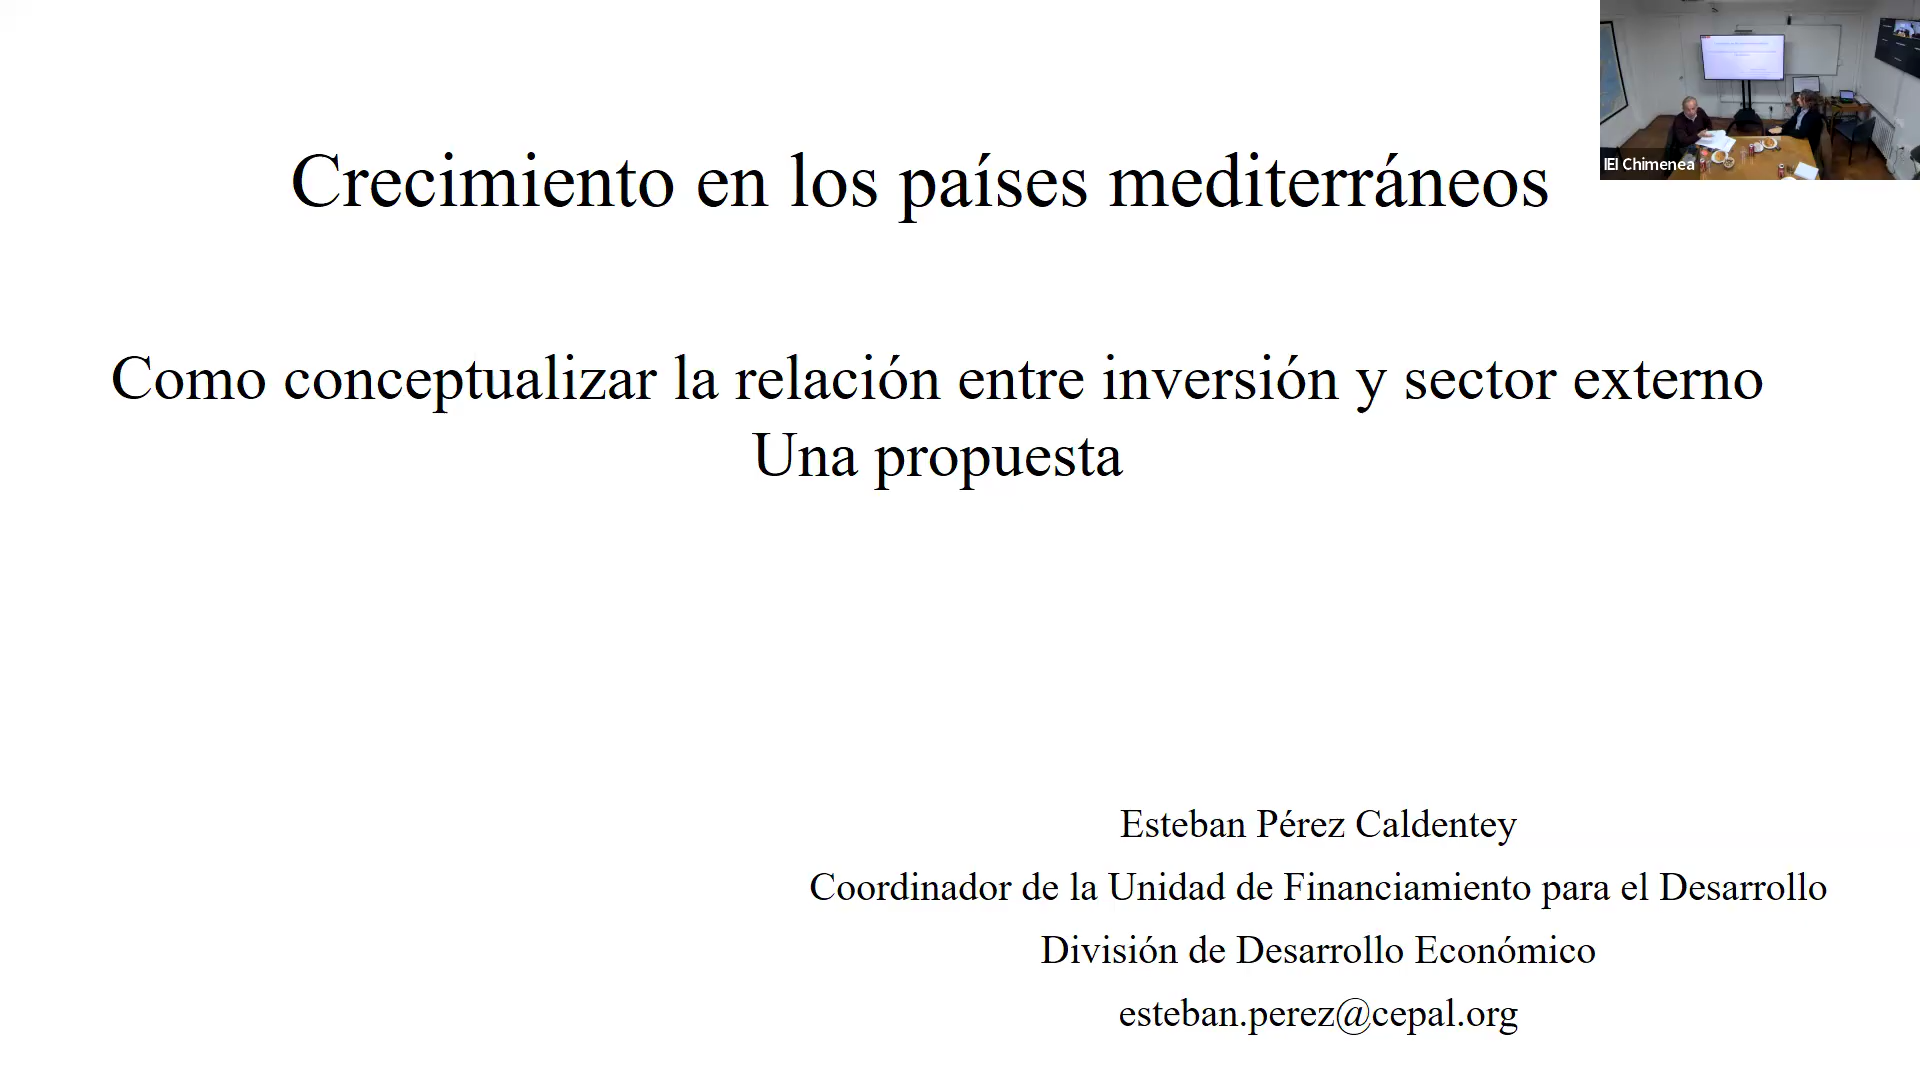 Crecimiento en los países mediterráneos
Como conceptualizar la relación entre inversión y sector externo
Una propuesta
Esteban Pérez Caldentey
Coordinador de la Unidad de Financiamiento para el Desarrollo
División de Desarrollo Económico
esteban.perez@cepal.org
IEI Chimenea